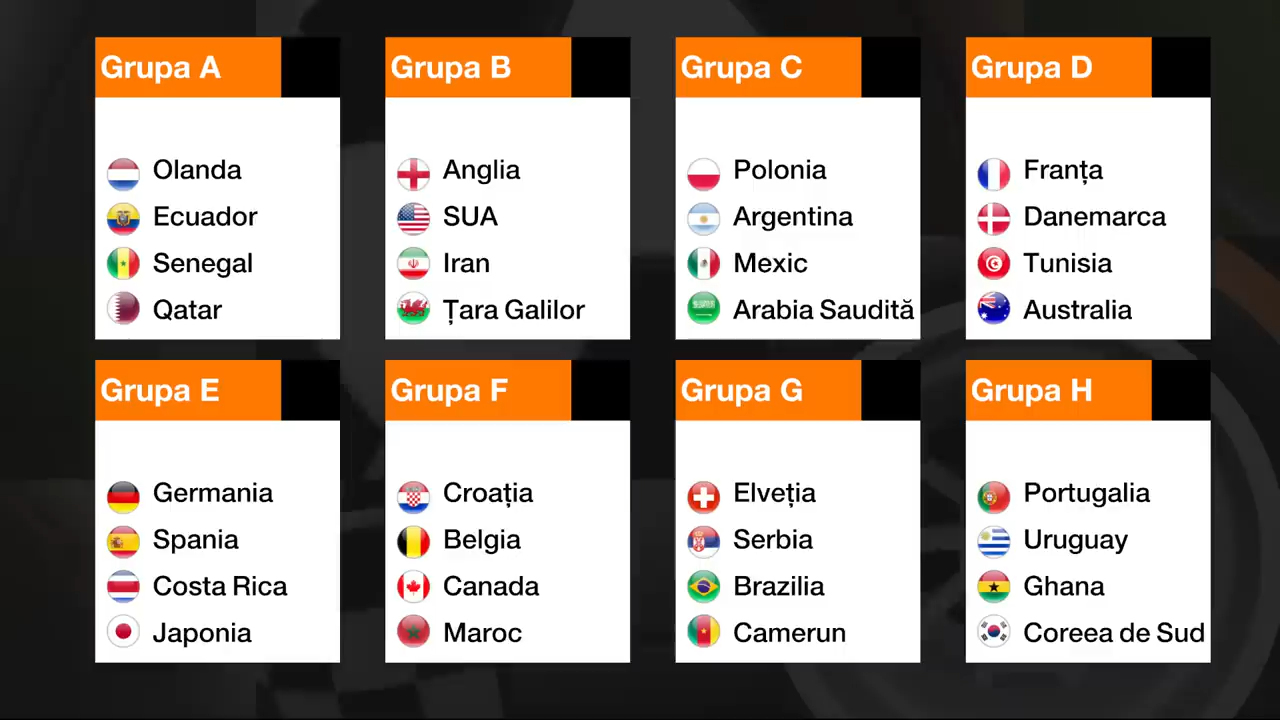 Grupa A
Olanda
Ecuador
Senegal
Qatar
Grupa B
Anglia
SUA
Iran
Țara Galilor
Grupa C
Polonia
Argentina
Mexic
Arabia Saudită
Grupa D
Franța
Danemarca
Tunisia
Australia
Grupa E
Germania
Spania
Costa Rica
Japonia
Grupa F
Croația
Belgia
Canada
Maroc
Grupa G
Elveția
Serbia
Brazilia
Camerun
Grupa H
Portugalia
Uruguay
Ghana
Coreea de Sud